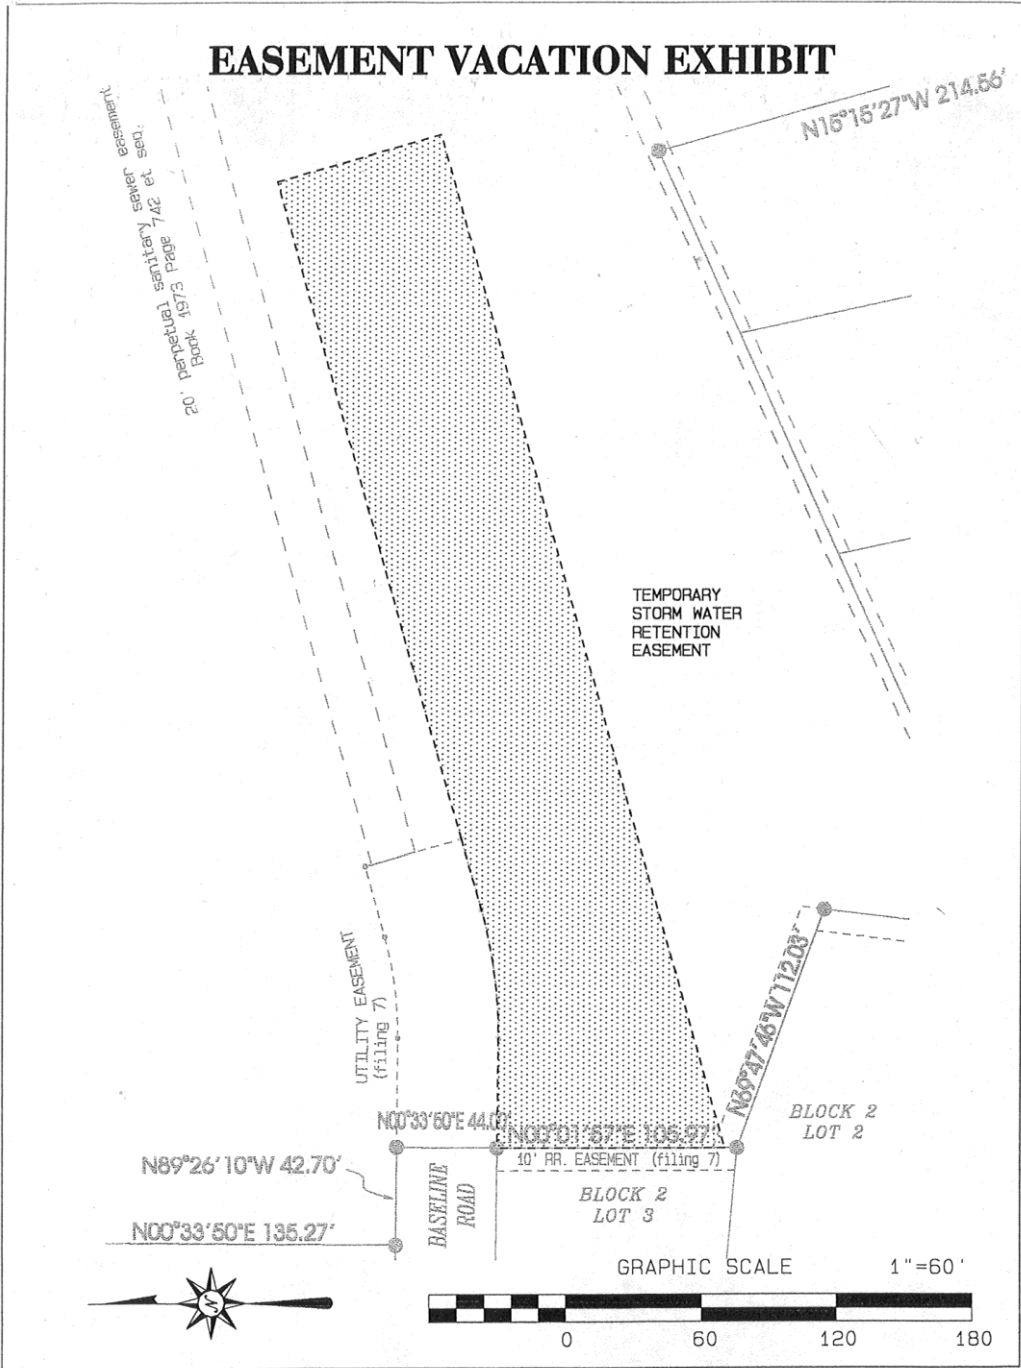 EASEMENT VACATION EXHIBIT
N15°15'27"W 214.56'
20' perpetual sanitary sewer easement
Book 1973 Page 742 et seq.
TEMPORARY
STORM WATER
RETENTION
EASEMENT
UTILITY EASEMENT
(filing 7)
N69°47'46"W 112.03'
BLOCK 2
LOT 2
N00°33'50"E 44.00'
N00°01'57"E 105.97'
10' RR. EASEMENT (filing 7)
N89°26'10"W 42.70'
BASELINE
ROAD
BLOCK 2
LOT 3
N00°33'50"E 135.27'
GRAPHIC SCALE 1"=60'
N
0 60 120 180